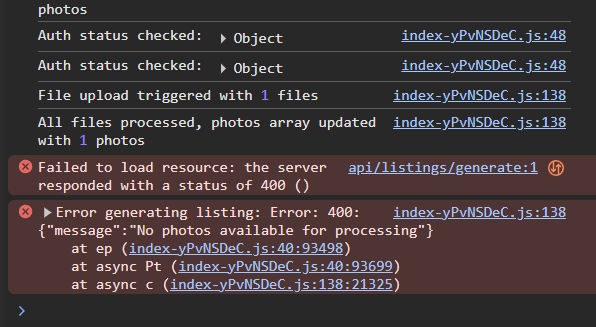 photos
Auth status checked: ▶ Object index-yPvNSDeC.js:48
Auth status checked: ▶ Object index-yPvNSDeC.js:48
File upload triggered with 1 files index-yPvNSDeC.js:138
All files processed, photos array updated index-yPvNSDeC.js:138
with 1 photos
Failed to load resource: the server api/listings/generate:1
responded with a status of 400 ()
▶ Error generating listing: Error: 400: index-yPvNSDeC.js:138
{"message":"No photos available for processing"}
at ep (index-yPvNSDeC.js:40:93498)
at async Pt (index-yPvNSDeC.js:40:93699)
at async c (index-yPvNSDeC.js:138:21325)
>